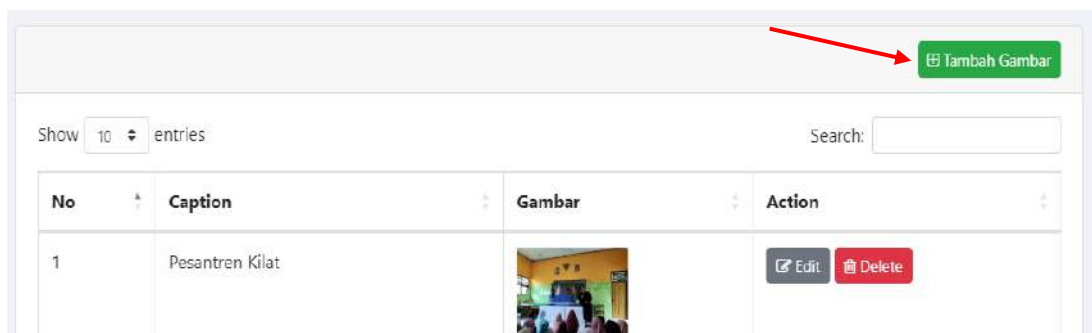 Tambah Gambar
Show 10 entries Search:
No Caption Gambar Action
1 Pesantren Kilat Edit Delete